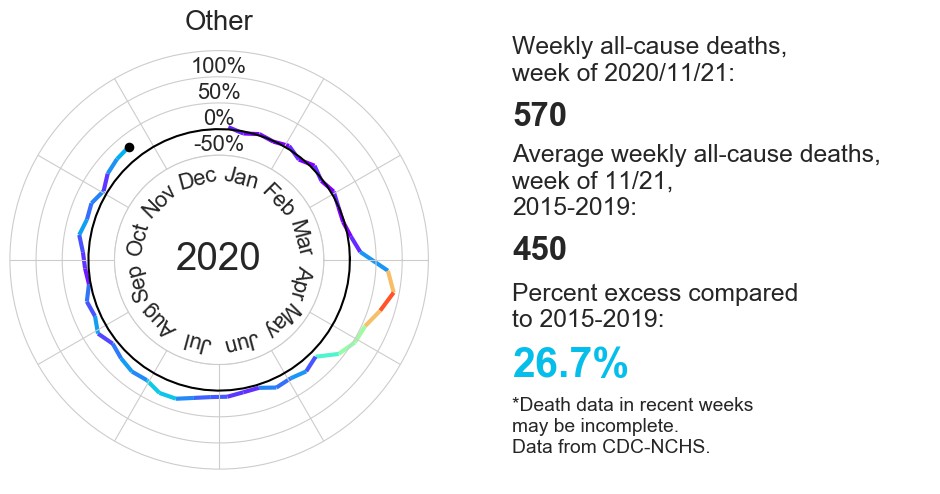 Other
100%
50%
0%
-50%
Jan
Feb
Mar
Apr
May
Jun
Jul
Aug
Sep
Oct
Nov
Dec
2020
Weekly all-cause deaths,
week of 2020/11/21:
570
Average weekly all-cause deaths,
week of 11/21,
2015-2019:
450
Percent excess compared
to 2015-2019:
26.7%
*Death data in recent weeks
may be incomplete.
Data from CDC-NCHS.